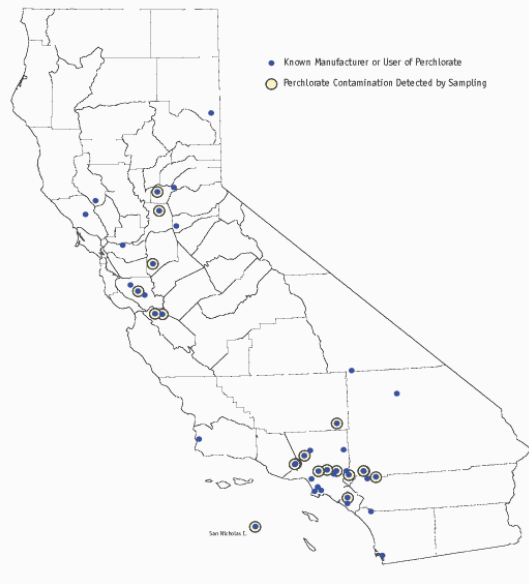 Known Manufacturer or User of Perchlorate
Perchlorate Contamination Detected by Sampling
San Nicholas I.